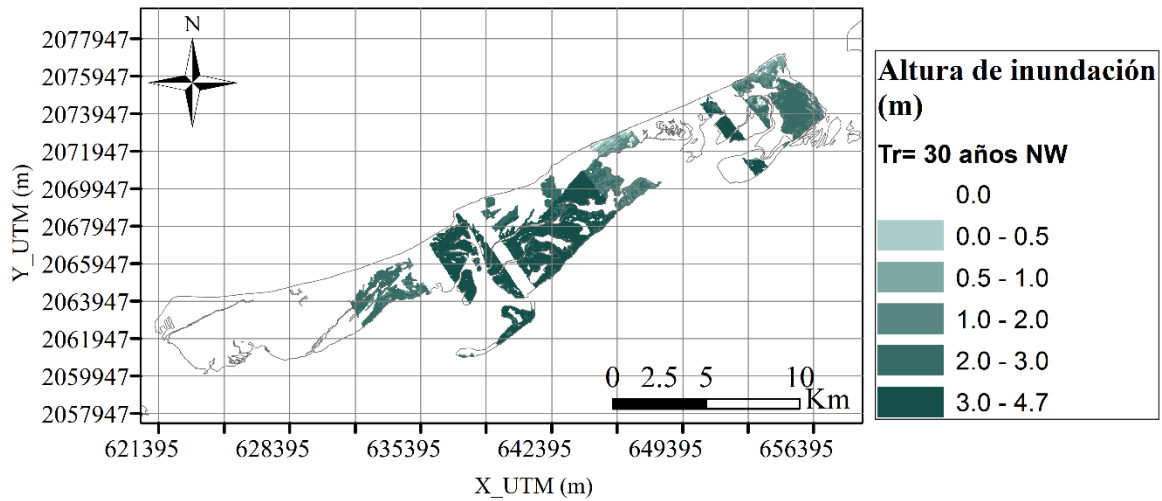 N
2077947
2075947
2073947
2071947
2069947
2067947
2065947
2063947
2061947
2059947
2057947
Y_UTM (m)
621395 628395 635395 642395 649395 656395
X_UTM (m)
0 2.5 5 10
Km
Altura de inundación
(m)
Tr= 30 años NW
0.0
0.0 - 0.5
0.5 - 1.0
1.0 - 2.0
2.0 - 3.0
3.0 - 4.7